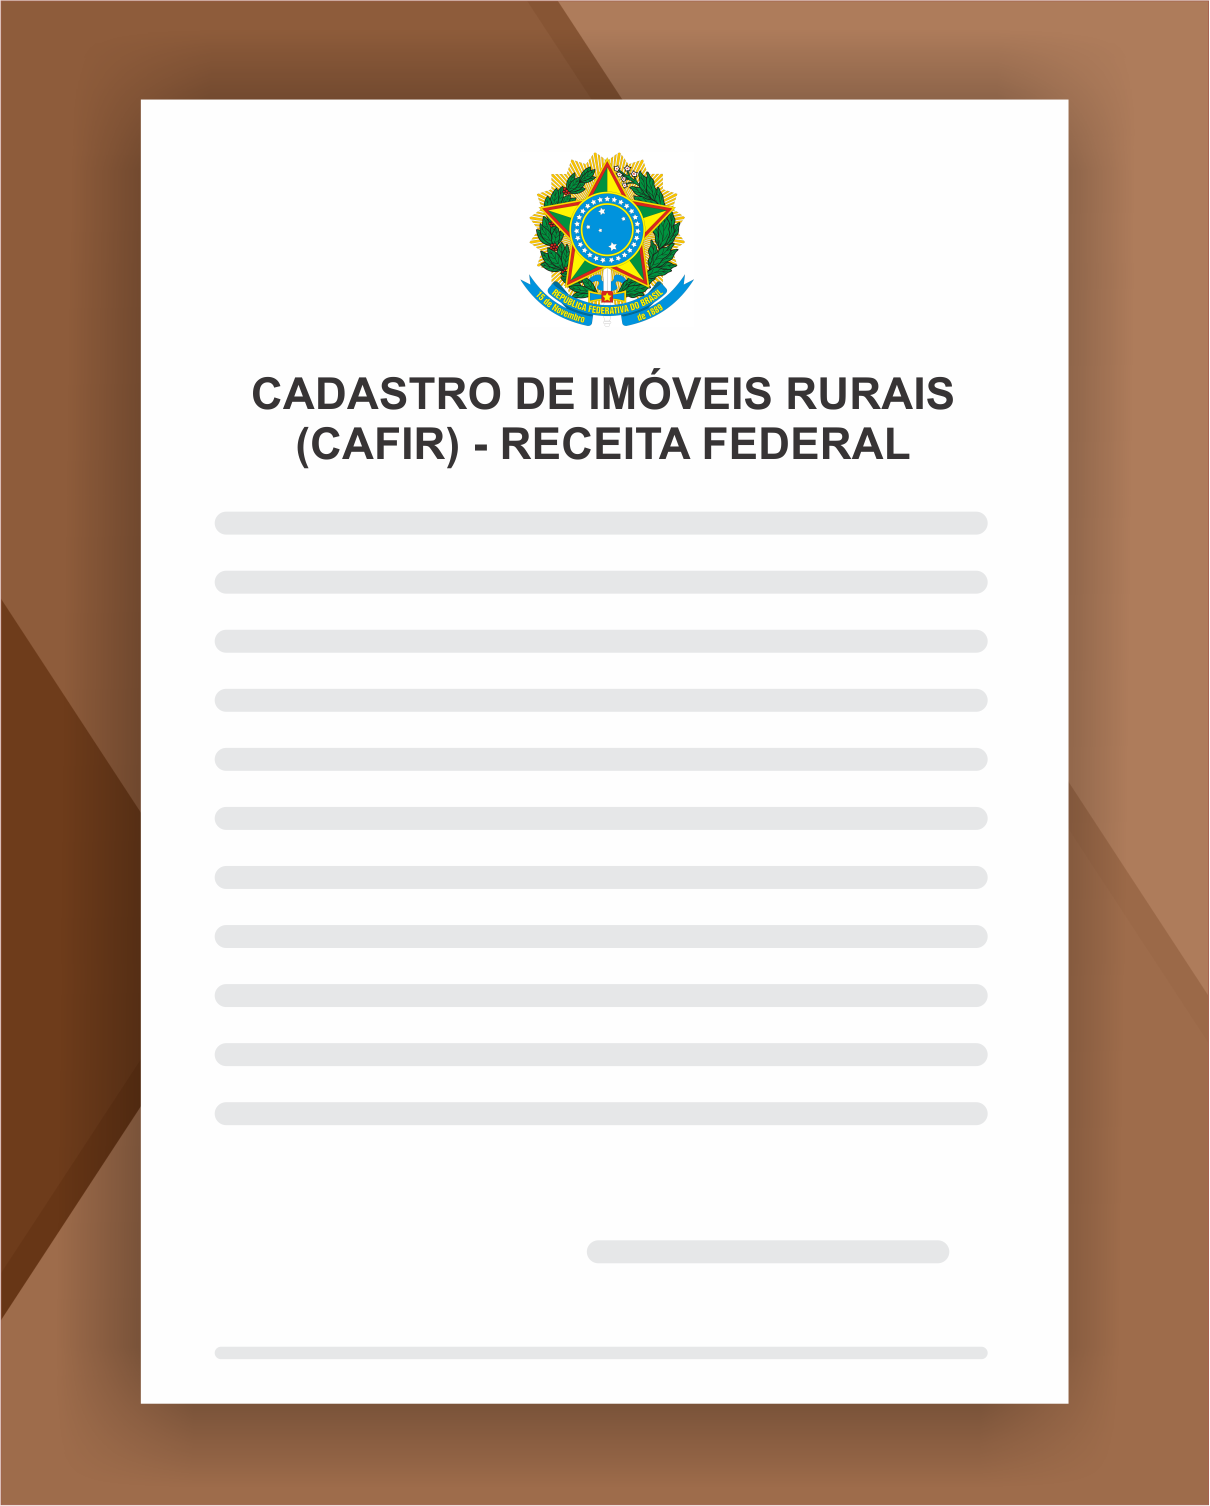 REPÚBLICA FEDERATIVA DO BRASIL
15 de Novembro
de 1889
CADASTRO DE IMÓVEIS RURAIS
(CAFIR) - RECEITA FEDERAL